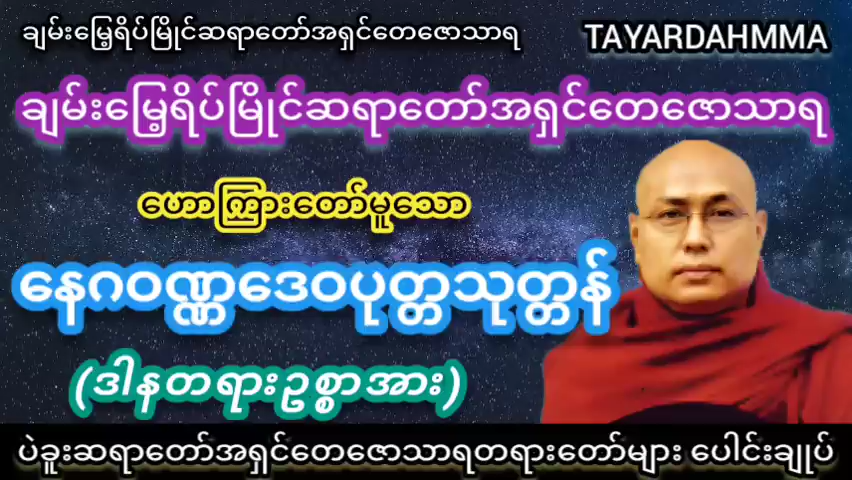 ချမ်းမြေ့ရိပ်မြိုင်ဆရာတော်အရှင်တေဇောသာရ
TAYARDAHMMA
ချမ်းမြေ့ရိပ်မြိုင်ဆရာတော်အရှင်တေဇောသာရ
ဟောကြားတော်မူသော
နေဂဝဏ္ဏဒေဝပုတ္တသုတ္တန်
(ဒါနတရားဥစ္စာအား)
ပဲခူးဆရာတော်အရှင်တေဇောသာရတရားတော်များ ပေါင်းချုပ်